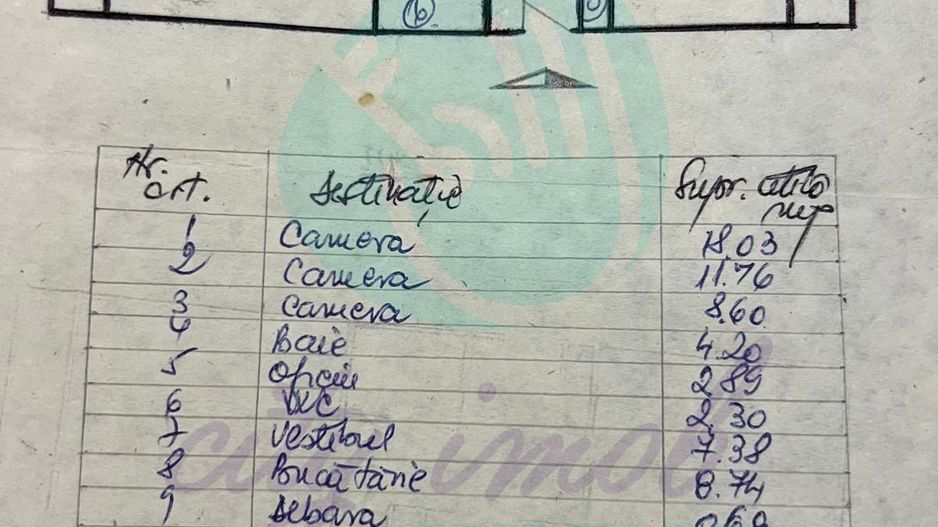 6
Nr. crt. Destinație Supr. utilă mp
1 Camera 18.03
2 Camera 11.76
3 Camera 8.60
4 Baie 4.20
5 Oficiu 2.89
6 WC 2.30
7 Vestibul 7.38
8 Bucătărie 8.74
9 Debara
imob